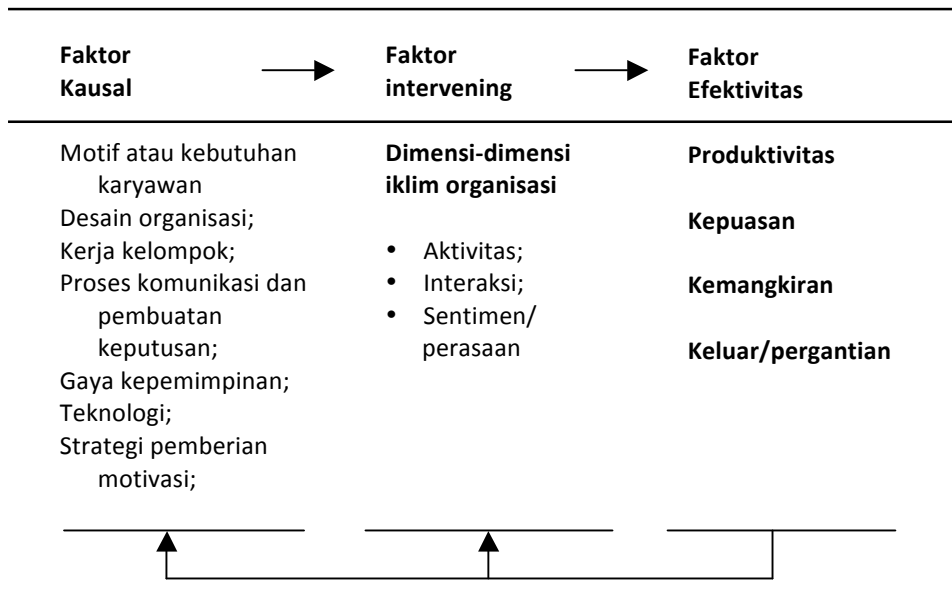 Faktor
Kausal
Faktor
intervening
Faktor
Efektivitas
Motif atau kebutuhan
karyawan
Desain organisasi;
Kerja kelompok;
Proses komunikasi dan
pembuatan
keputusan;
Gaya kepemimpinan;
Teknologi;
Strategi pemberian
motivasi;
Dimensi-dimensi
iklim organisasi
• Aktivitas;
• Interaksi;
• Sentimen/
perasaan
Produktivitas
Kepuasan
Kemangkiran
Keluar/pergantian